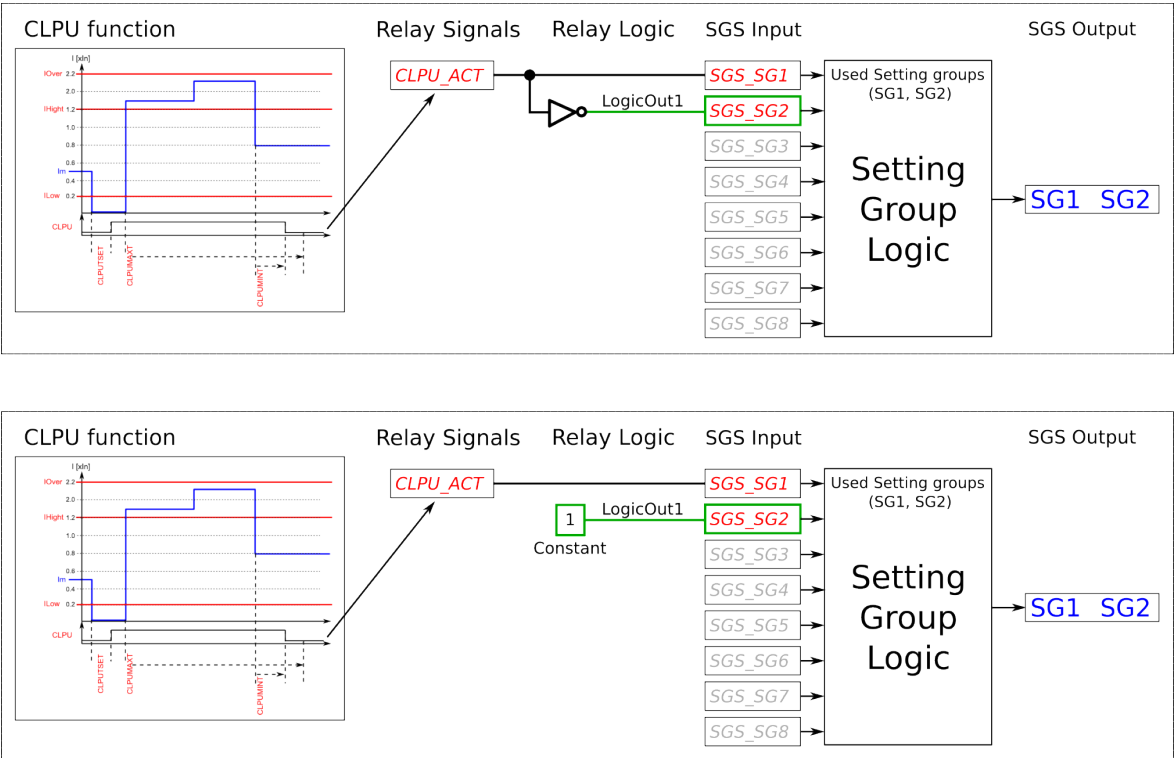 CLPU function
Relay Signals
Relay Logic
SGS Input
SGS Output
I [xIn]
IOver 2.2
2.0
IHight 1.2
1.0
0.8
0.6
Im
0.4
ILow 0.2
CLPU
CLPUTSET
CLPUMAXT
CLPUMINT
CLPU_ACT
LogicOut1
SGS_SG1
SGS_SG2
SGS_SG3
SGS_SG4
SGS_SG5
SGS_SG6
SGS_SG7
SGS_SG8
Used Setting groups
(SG1, SG2)
Setting
Group
Logic
SG1 SG2
CLPU function
Relay Signals
Relay Logic
SGS Input
SGS Output
I [xIn]
IOver 2.2
2.0
IHight 1.2
1.0
0.8
0.6
Im
0.4
ILow 0.2
CLPU
CLPUTSET
CLPUMAXT
CLPUMINT
CLPU_ACT
1
Constant
LogicOut1
SGS_SG1
SGS_SG2
SGS_SG3
SGS_SG4
SGS_SG5
SGS_SG6
SGS_SG7
SGS_SG8
Used Setting groups
(SG1, SG2)
Setting
Group
Logic
SG1 SG2